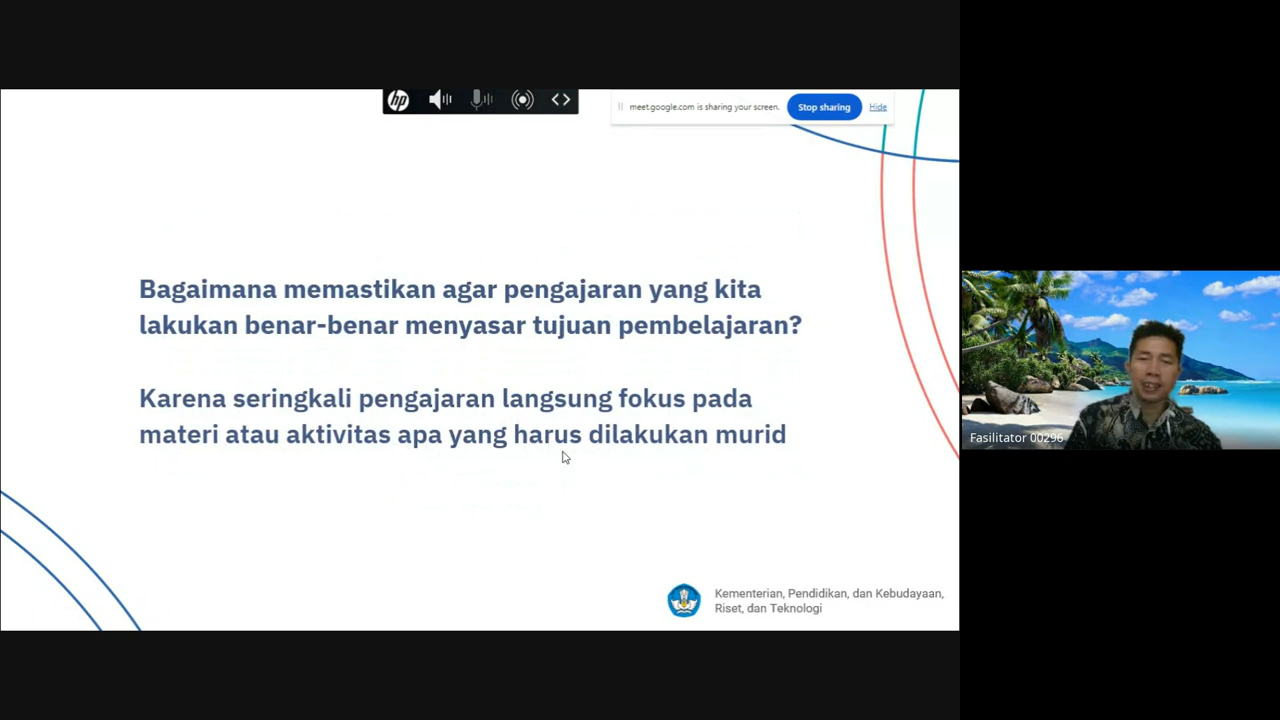 hp
meet.google.com is sharing your screen.
Stop sharing
Hide
Bagaimana memastikan agar pengajaran yang kita
lakukan benar-benar menyasar tujuan pembelajaran?
Karena seringkali pengajaran langsung fokus pada
materi atau aktivitas apa yang harus dilakukan murid
Fasilitator 00296
Kementerian, Pendidikan, dan Kebudayaan,
Riset, dan Teknologi